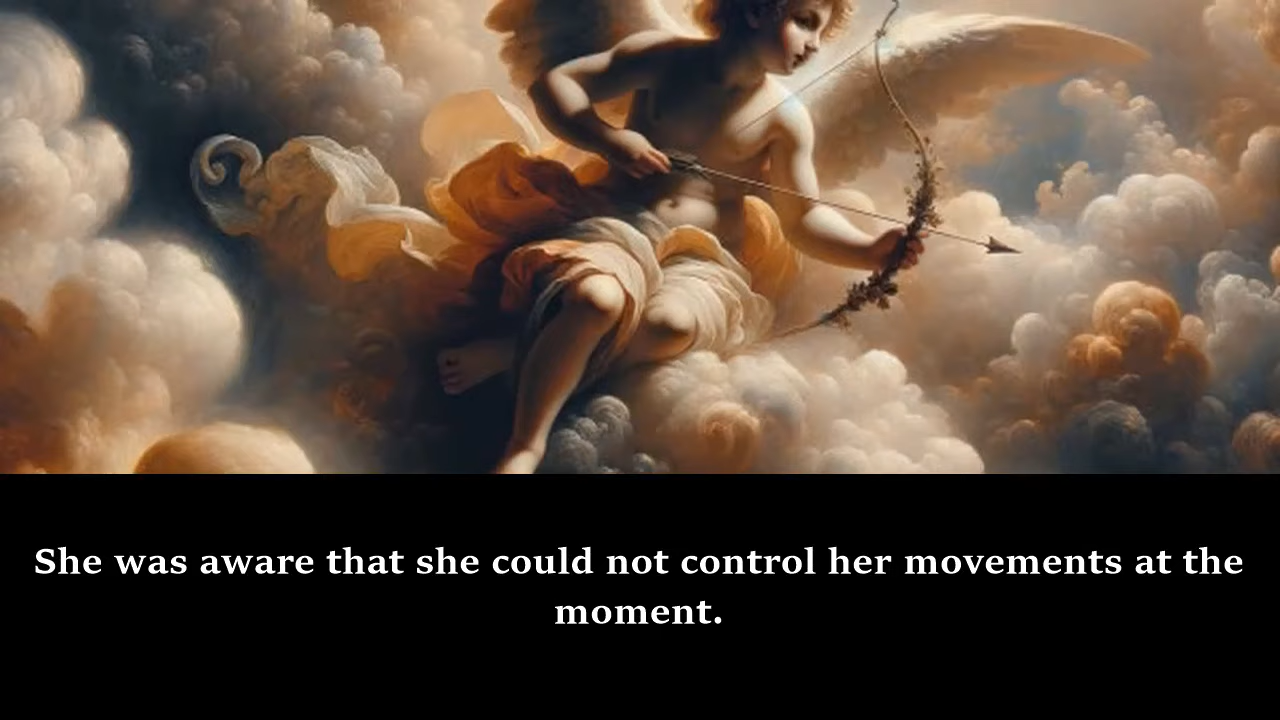 She was aware that she could not control her movements at the
moment.